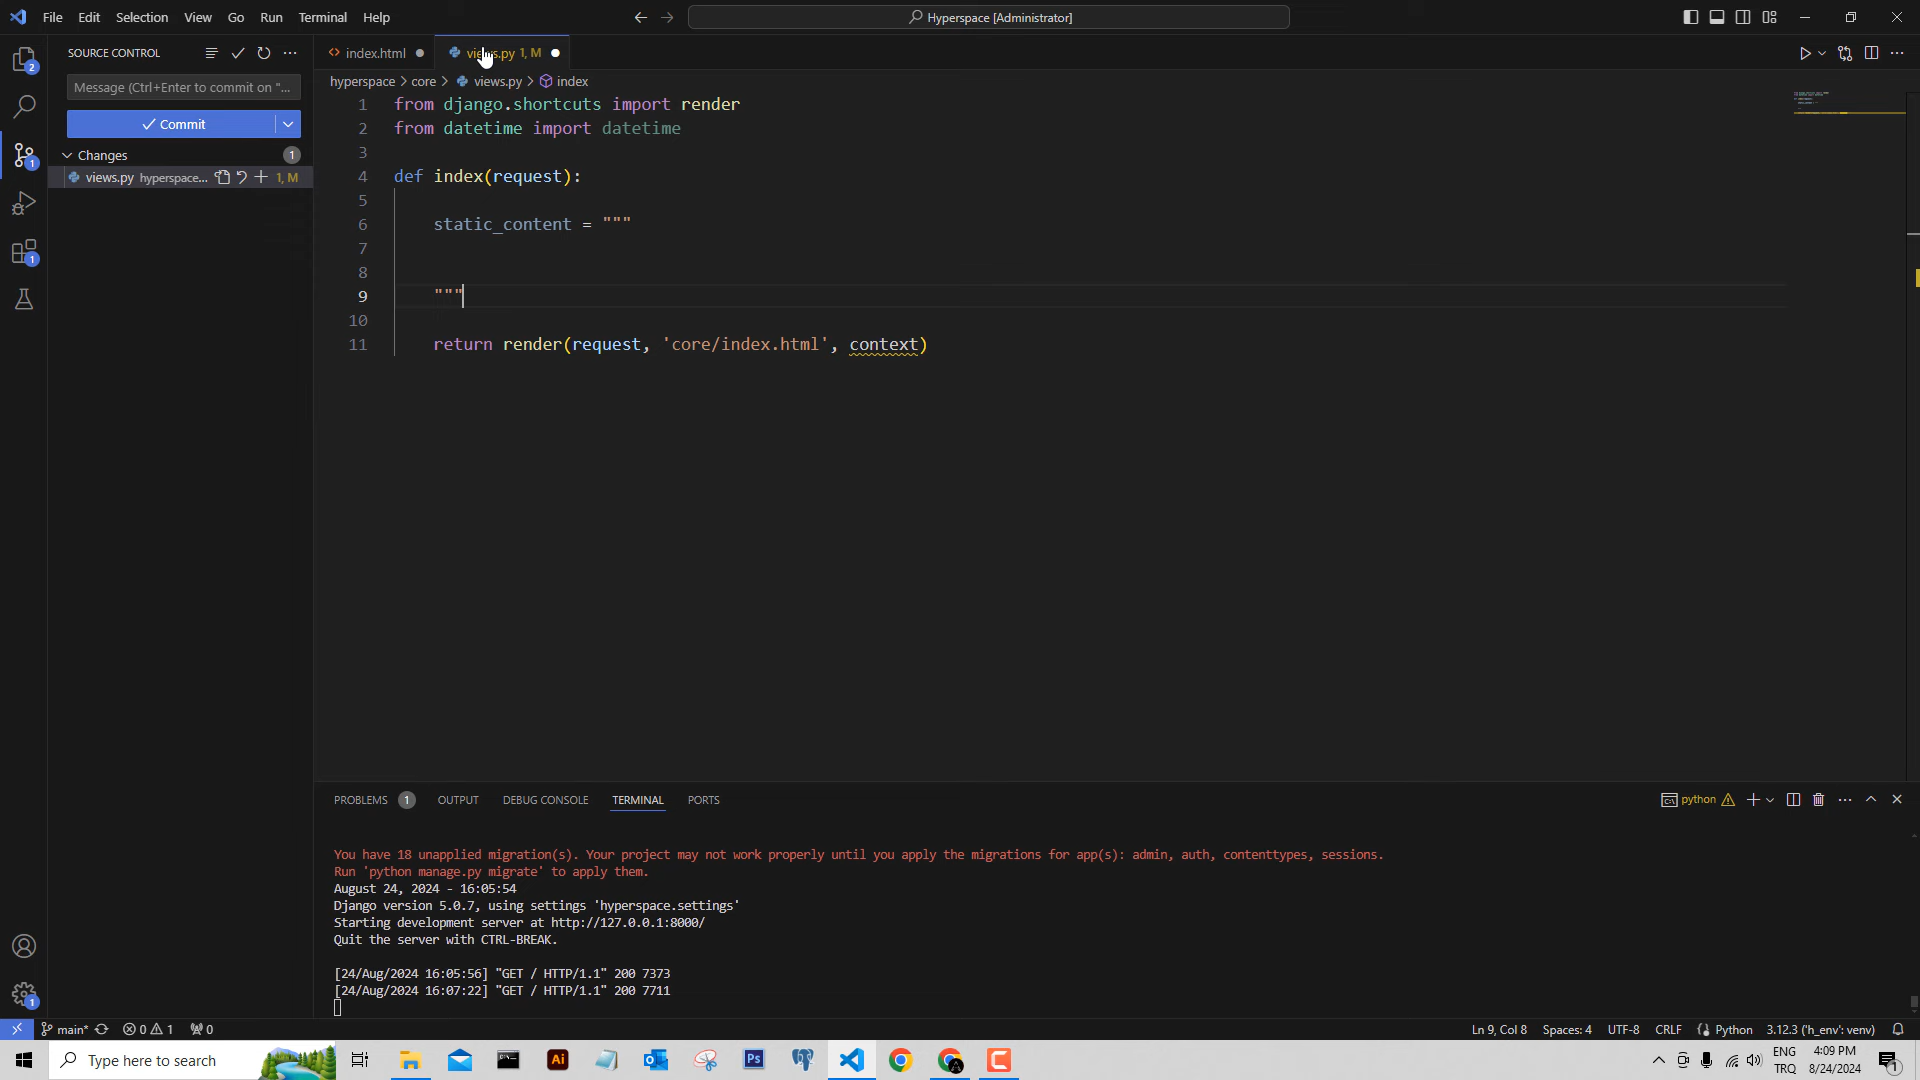 File Edit Selection View Go Run Terminal Help
Hyperspace [Administrator]
SOURCE CONTROL
index.html
views.py 1, M
Message (Ctrl+Enter to commit on "...
hyperspace > core > views.py > index
Commit
Changes 1
views.py hyperspace... 1, M
2
1
1
1
1 from django.shortcuts import render
2 from datetime import datetime
3
4 def index(request):
5
6 static_content = """
7
8
9 """
10
11 return render(request, 'core/index.html', context)
PROBLEMS 1 OUTPUT DEBUG CONSOLE TERMINAL PORTS
python
You have 18 unapplied migration(s). Your project may not work properly until you apply the migrations for app(s): admin, auth, contenttypes, sessions.
Run 'python manage.py migrate' to apply them.
August 24, 2024 - 16:05:54
Django version 5.0.7, using settings 'hyperspace.settings'
Starting development server at http://127.0.0.1:8000/
Quit the server with CTRL-BREAK.
[24/Aug/2024 16:05:56] "GET / HTTP/1.1" 200 7373
[24/Aug/2024 16:07:22] "GET / HTTP/1.1" 200 7711
main* 0 1 0
Ln 9, Col 8 Spaces: 4 UTF-8 CRLF Python 3.12.3 ('h_env': venv)
Type here to search
Ai
Ps
ENG
TRQ
4:09 PM
8/24/2024
1